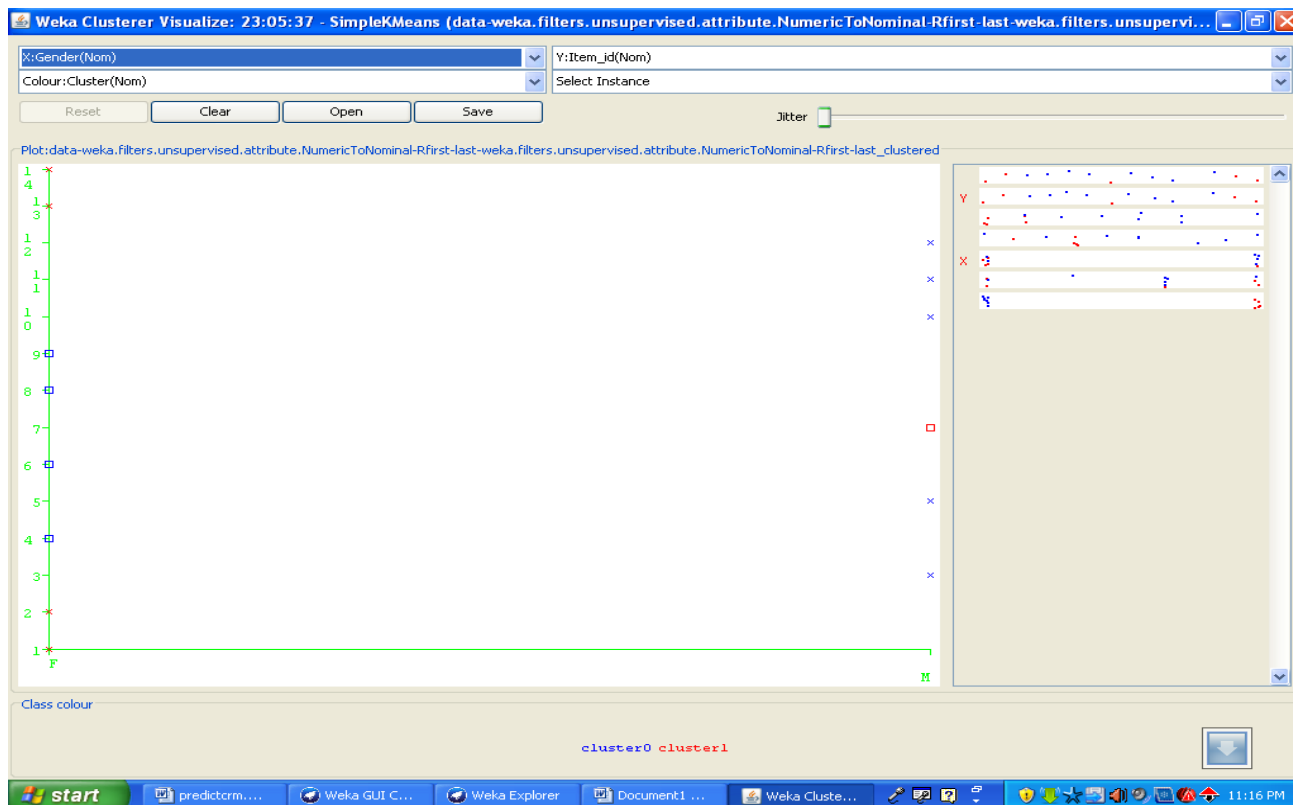 Weka Clusterer Visualize: 23:05:37 - SimpleKMeans (data-weka.filters.unsupervised.attribute.NumericToNominal-Rfirst-last-weka.filters.unsupervi...
X:Gender(Nom) Y:Item_id(Nom)
Colour:Cluster(Nom) Select Instance
Reset Clear Open Save Jitter
Plot:data-weka.filters.unsupervised.attribute.NumericToNominal-Rfirst-last-weka.filters.unsupervised.attribute.NumericToNominal-Rfirst-last_clustered
14
13
12
11
10
9
8
7
6
5
4
3
2
1
F
M
Y
X
Class colour
cluster0 cluster1
start predictcrm.... Weka GUI C... Weka Explorer Document1 ... Weka Cluste... 11:16 PM